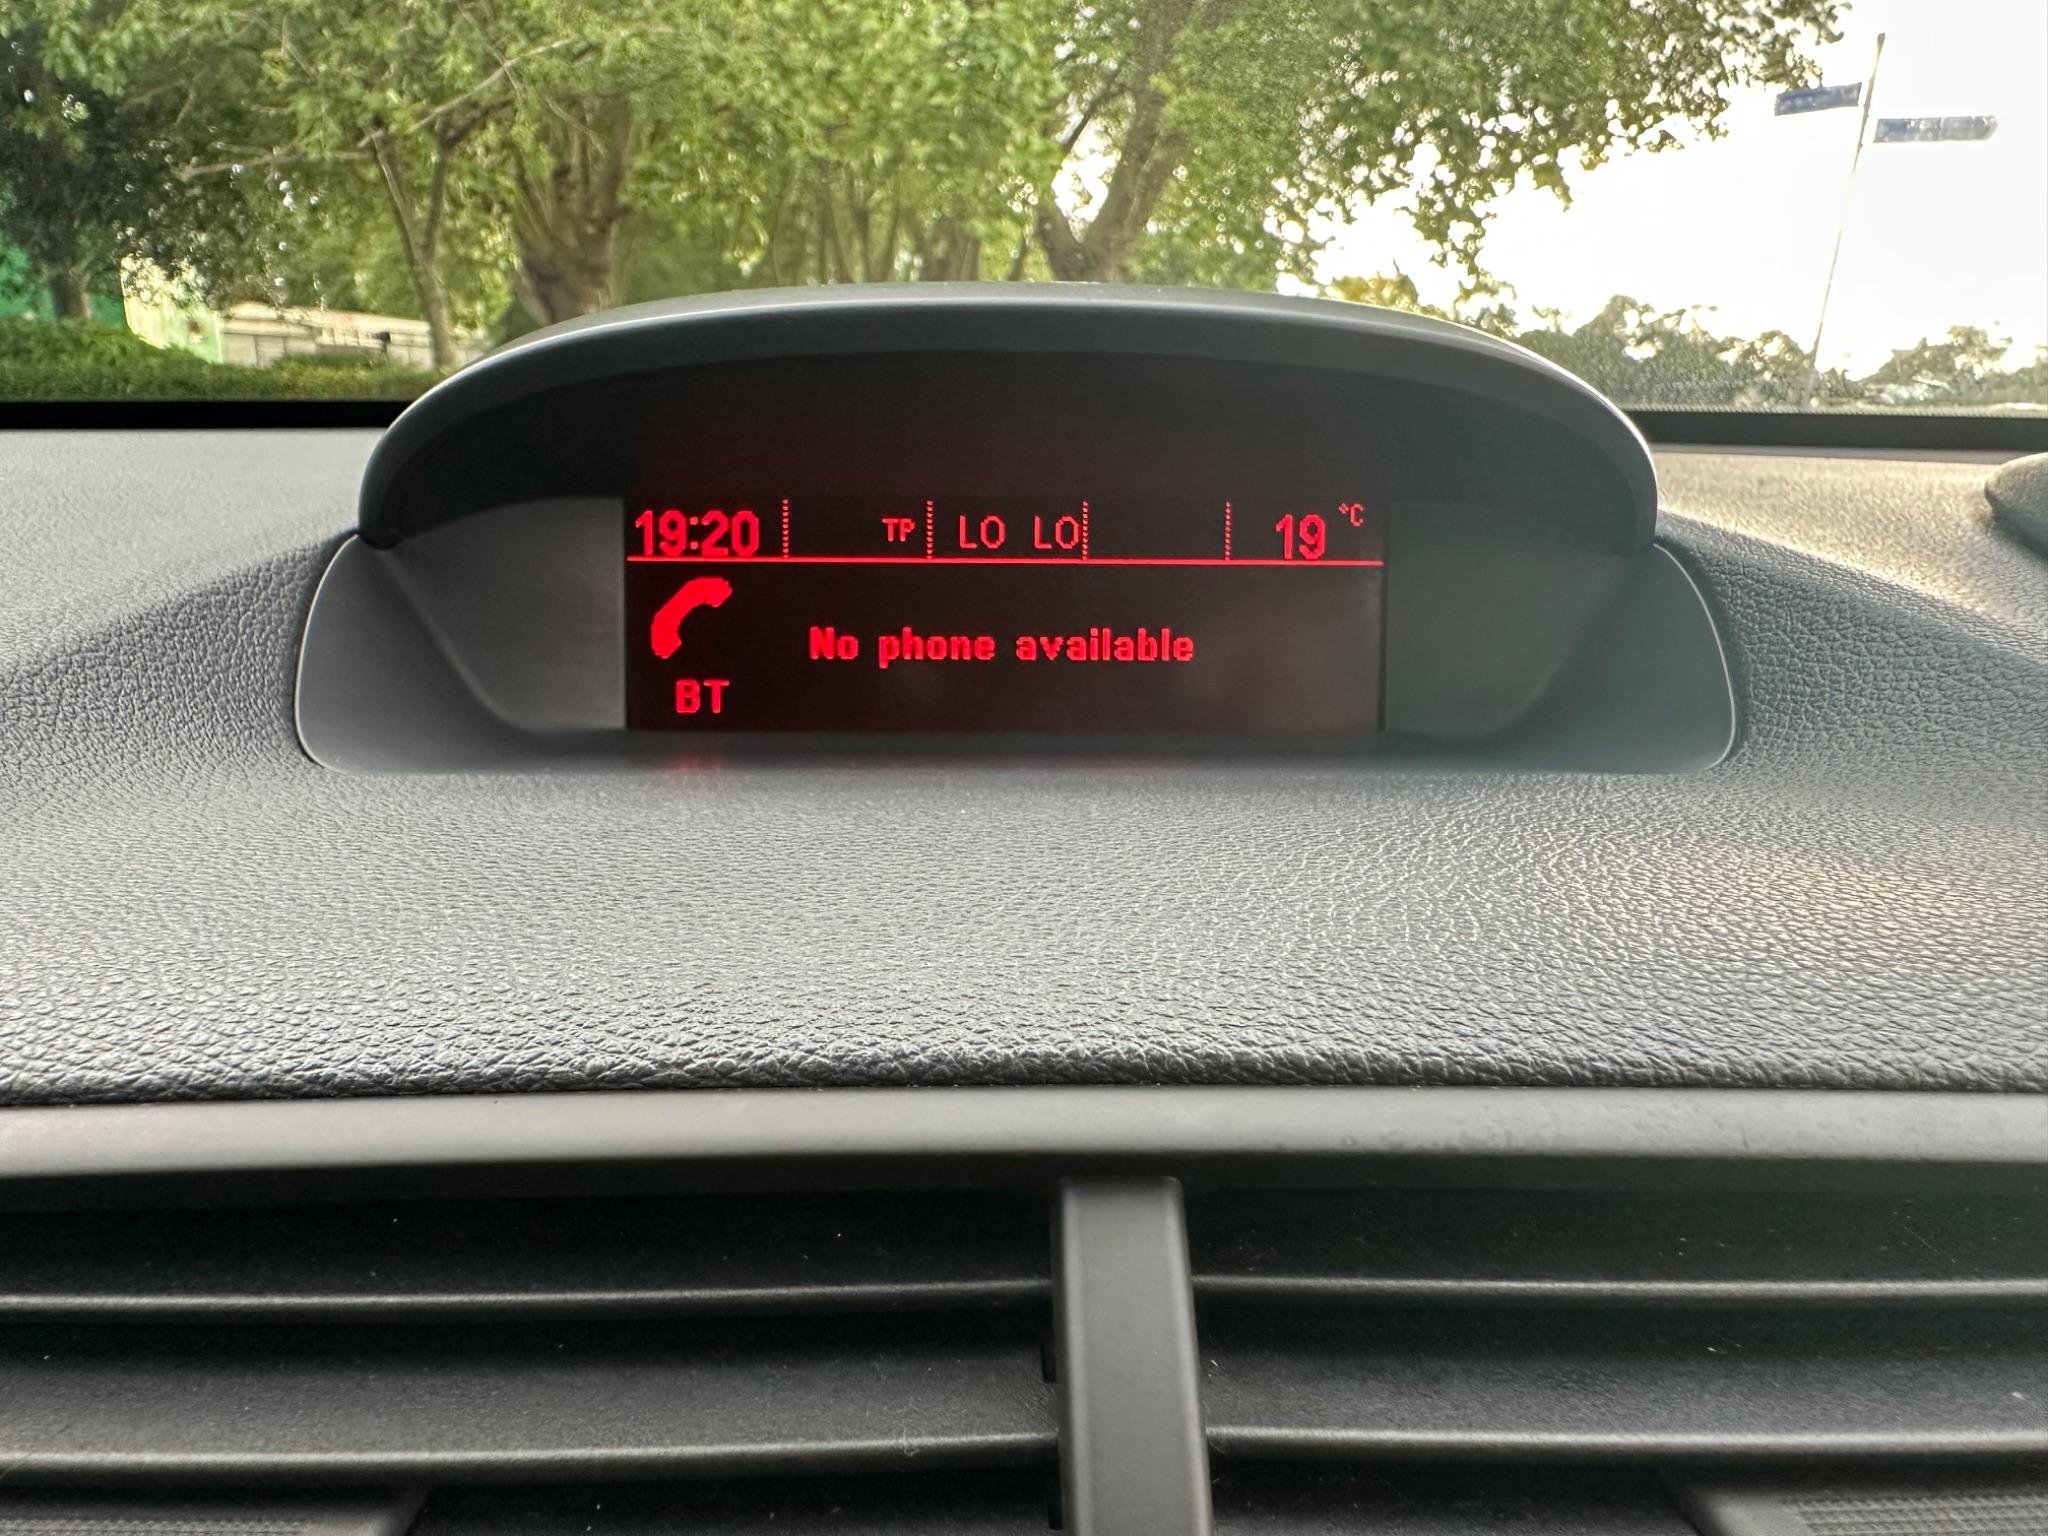 19:20 TP LO LO 19 °C
No phone available
BT